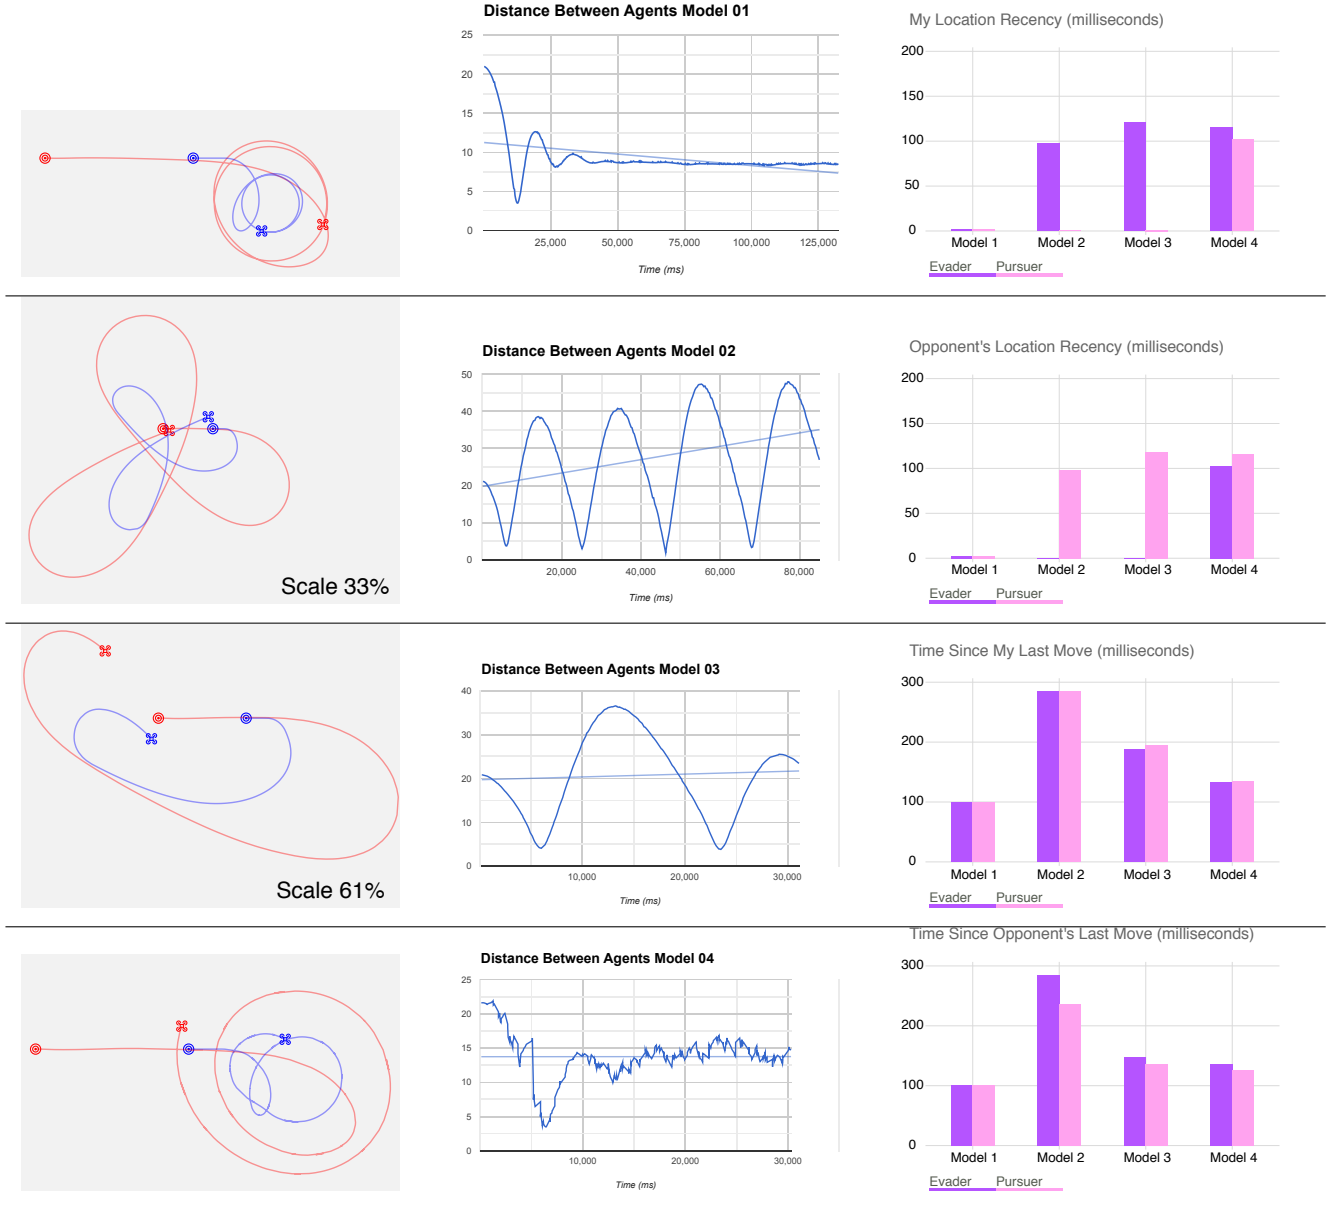 Distance Between Agents Model 01
25
20
15
10
5
0
25,000 50,000 75,000 100,000 125,000
Time (ms)
My Location Recency (milliseconds)
200
150
100
50
0
Model 1 Model 2 Model 3 Model 4
Evader Pursuer
Scale 33%
Distance Between Agents Model 02
50
40
30
20
10
0
20,000 40,000 60,000 80,000
Time (ms)
Opponent's Location Recency (milliseconds)
200
150
100
50
0
Model 1 Model 2 Model 3 Model 4
Evader Pursuer
Scale 61%
Distance Between Agents Model 03
40
30
20
10
0
10,000 20,000 30,000
Time (ms)
Time Since My Last Move (milliseconds)
300
200
100
0
Model 1 Model 2 Model 3 Model 4
Evader Pursuer
Distance Between Agents Model 04
25
20
15
10
5
0
10,000 20,000 30,000
Time (ms)
Time Since Opponent's Last Move (milliseconds)
300
200
100
0
Model 1 Model 2 Model 3 Model 4
Evader Pursuer